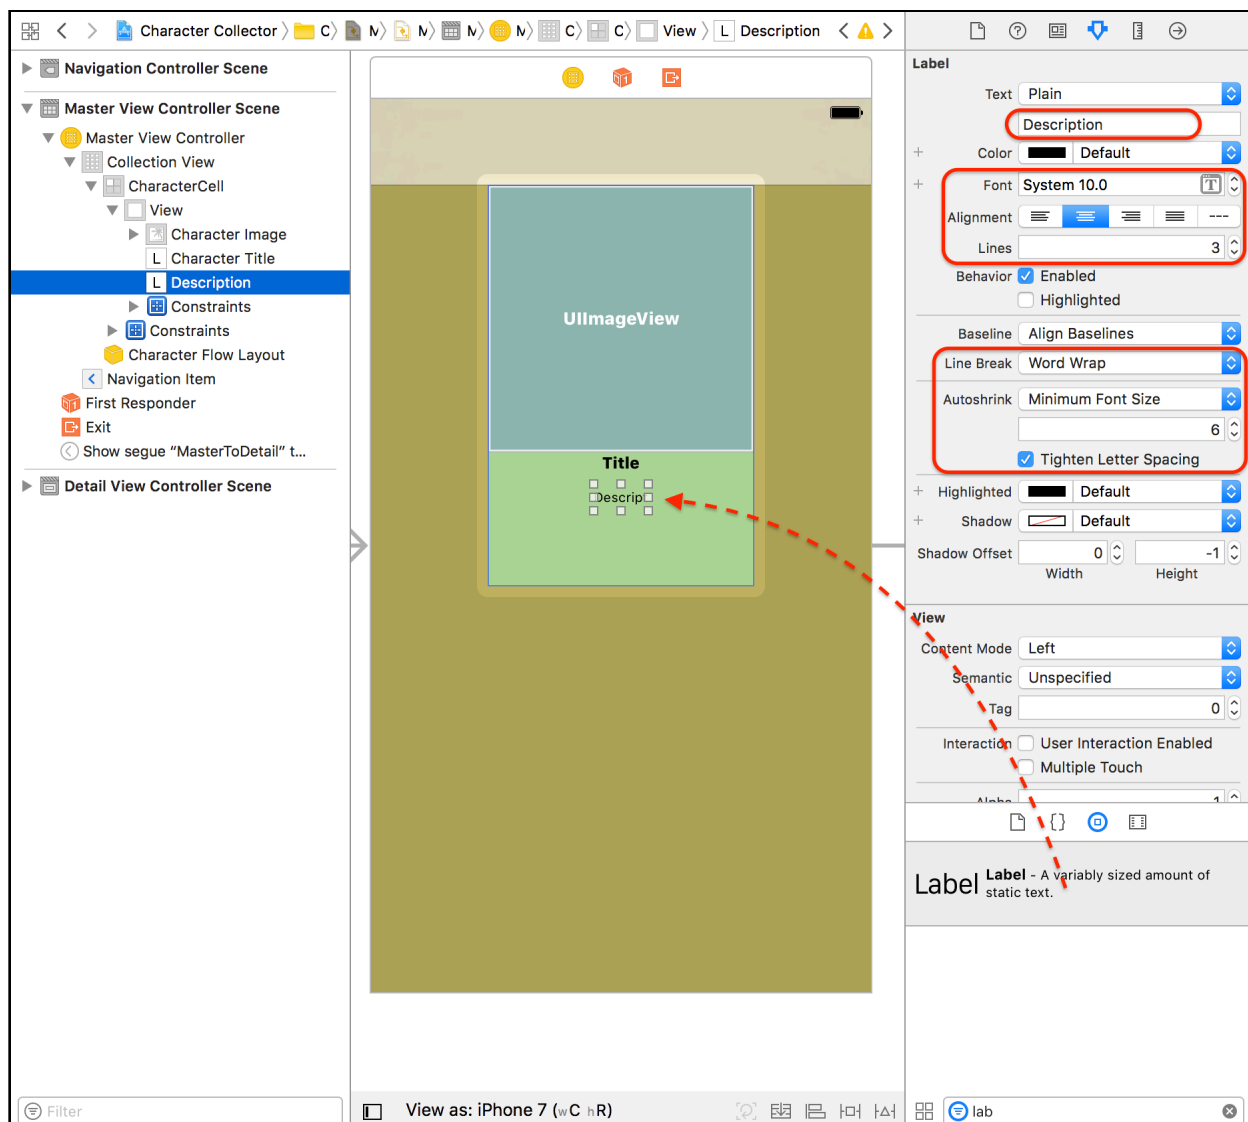 Character Collector C) M) M) M) M) C) C) View L Description
Navigation Controller Scene
Master View Controller Scene
Master View Controller
Collection View
CharacterCell
View
Character Image
L Character Title
L Description
Constraints
Constraints
Character Flow Layout
Navigation Item
First Responder
Exit
Show segue “MasterToDetail” t...
Detail View Controller Scene
Filter
UIImageView
Title
Descrip
View as: iPhone 7 (wC hR)
Label
Text Plain
Description
Color Default
Font System 10.0 T
Alignment ---
Lines 3
Behavior Enabled
Highlighted
Baseline Align Baselines
Line Break Word Wrap
Autoshrink Minimum Font Size
6
Tighten Letter Spacing
Highlighted Default
Shadow Default
Shadow Offset 0 -1
Width Height
View
Content Mode Left
Semantic Unspecified
Tag 0
Interaction User Interaction Enabled
Multiple Touch
Alpha 1
{}
Label Label - A variably sized amount of
static text.
lab